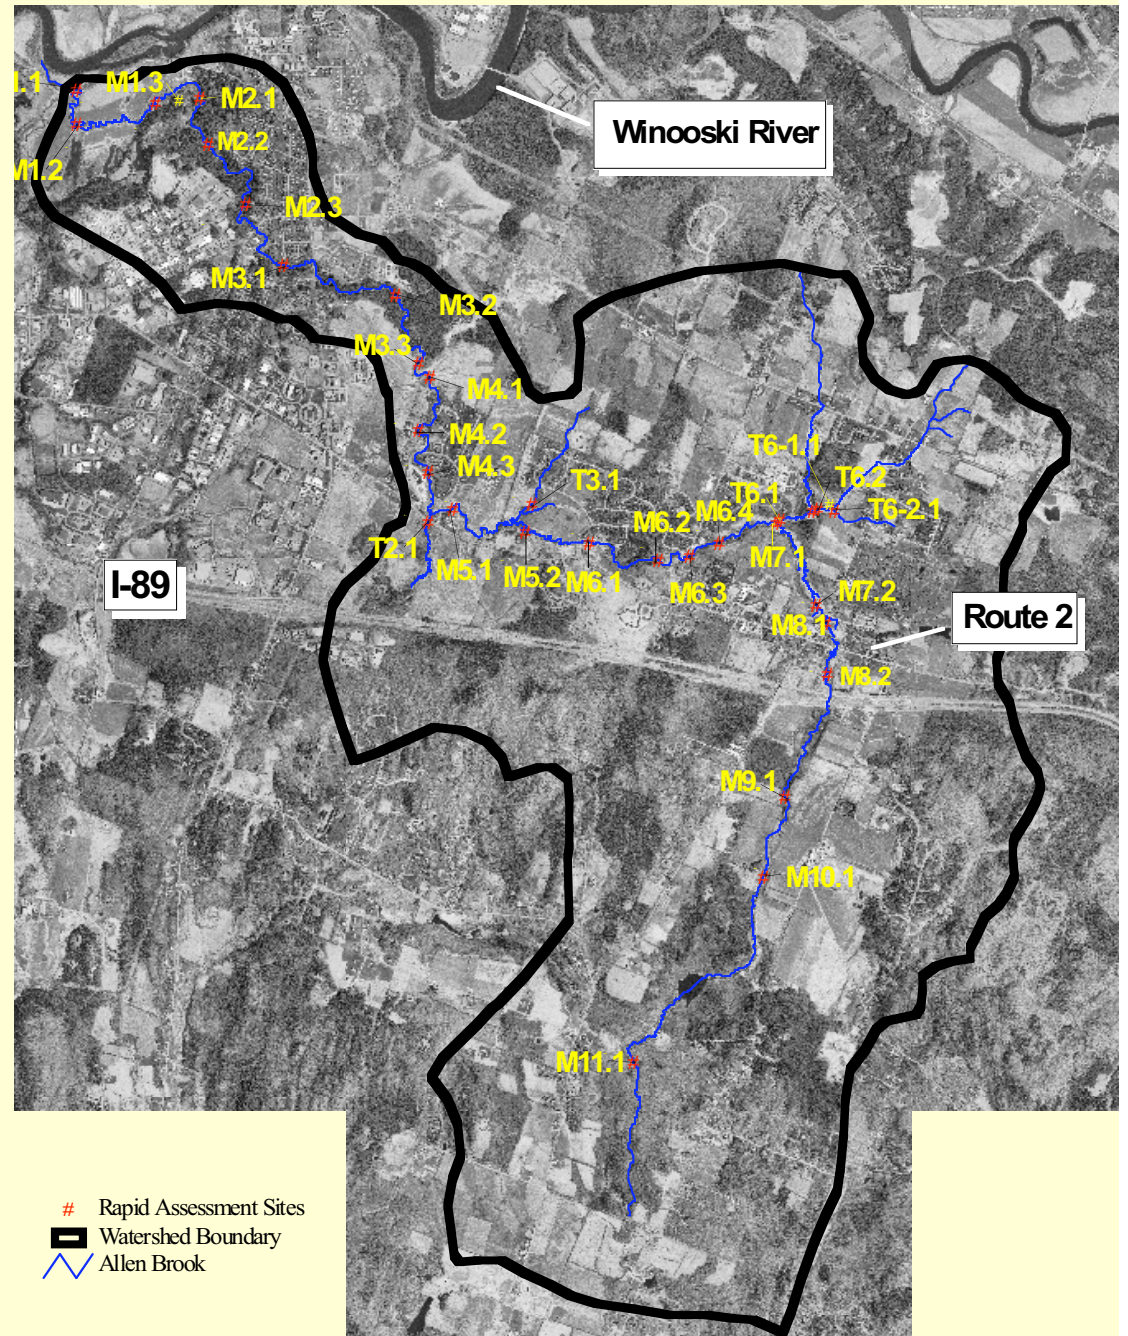 M1.3
M2.1
Winooski River
M2.2
M1.2
M2.3
M3.1
M3.2
M3.3
M4.1
M4.2
M4.3
T3.1
T6-1.1
T6.2
T6.1
T6-2.1
M6.2
M6.4
T2.1
M5.1
M5.2
M6.1
M6.3
M7.1
I-89
M7.2
Route 2
M8.1
M8.2
M9.1
M10.1
M11.1
# Rapid Assessment Sites
Watershed Boundary
Allen Brook